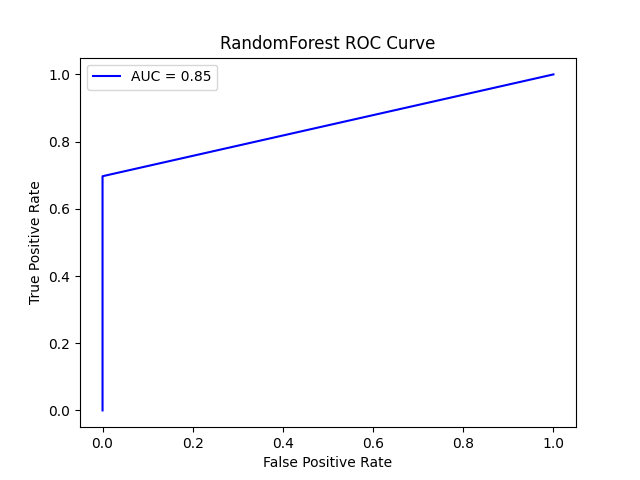 RandomForest ROC Curve
AUC = 0.85
True Positive Rate
1.0
0.8
0.6
0.4
0.2
0.0
0.0 0.2 0.4 0.6 0.8 1.0
False Positive Rate